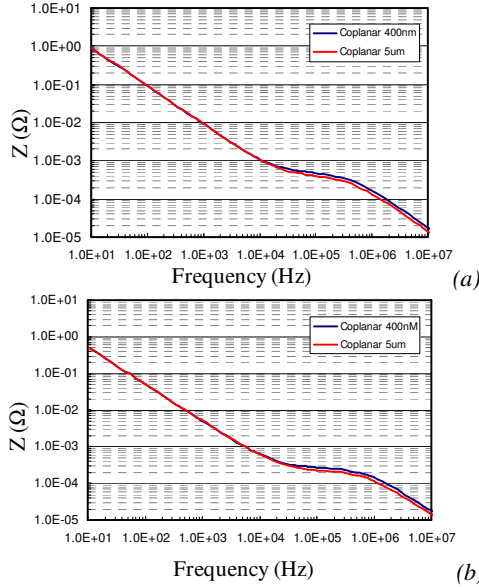 1.0E+01
1.0E+00
1.0E-01
1.0E-02
1.0E-03
1.0E-04
1.0E-05
Z (Ω)
Coplanar 400nm
Coplanar 5um
1.0E+01 1.0E+02 1.0E+03 1.0E+04 1.0E+05 1.0E+06 1.0E+07
Frequency (Hz)
(a)
1.0E+01
1.0E+00
1.0E-01
1.0E-02
1.0E-03
1.0E-04
1.0E-05
Z (Ω)
Coplanar 400nM
Coplanar 5um
1.0E+01 1.0E+02 1.0E+03 1.0E+04 1.0E+05 1.0E+06 1.0E+07
Frequency (Hz)
(b)